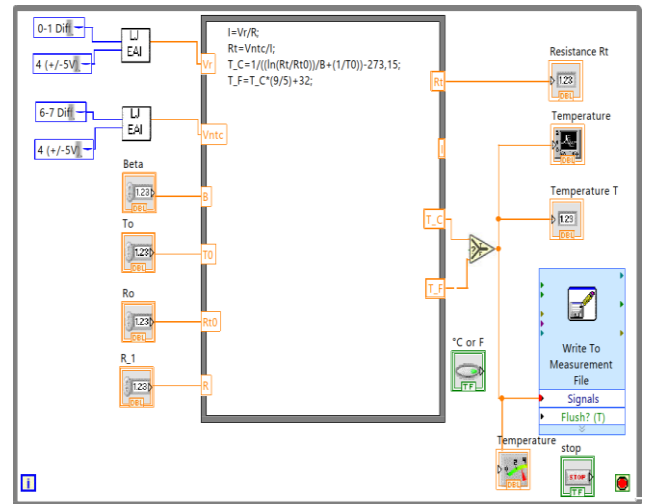 0-1 Diff
LJ
EAI
4 (+/-5V)
6-7 Diff
LJ
EAI
4 (+/-5V)
Beta
1.23
DBL
To
1.23
DBL
Ro
1.23
DBL
R_1
1.23
DBL
I=Vr/R;
Rt=Vntc/I;
T_C=1/((ln(Rt/Rt0))/B+(1/T0))-273,15;
T_F=T_C*(9/5)+32;
Vr
Vntc
B
T0
Rt0
R
Rt
I
T_C
T_F
Resistance Rt
1.23
DBL
Temperature
DBL
Temperature T
1.23
DBL
°C or F
TF
Write To
Measurement
File
Signals
Flush? (T)
Temperature
DBL
stop
STOP
TF
i